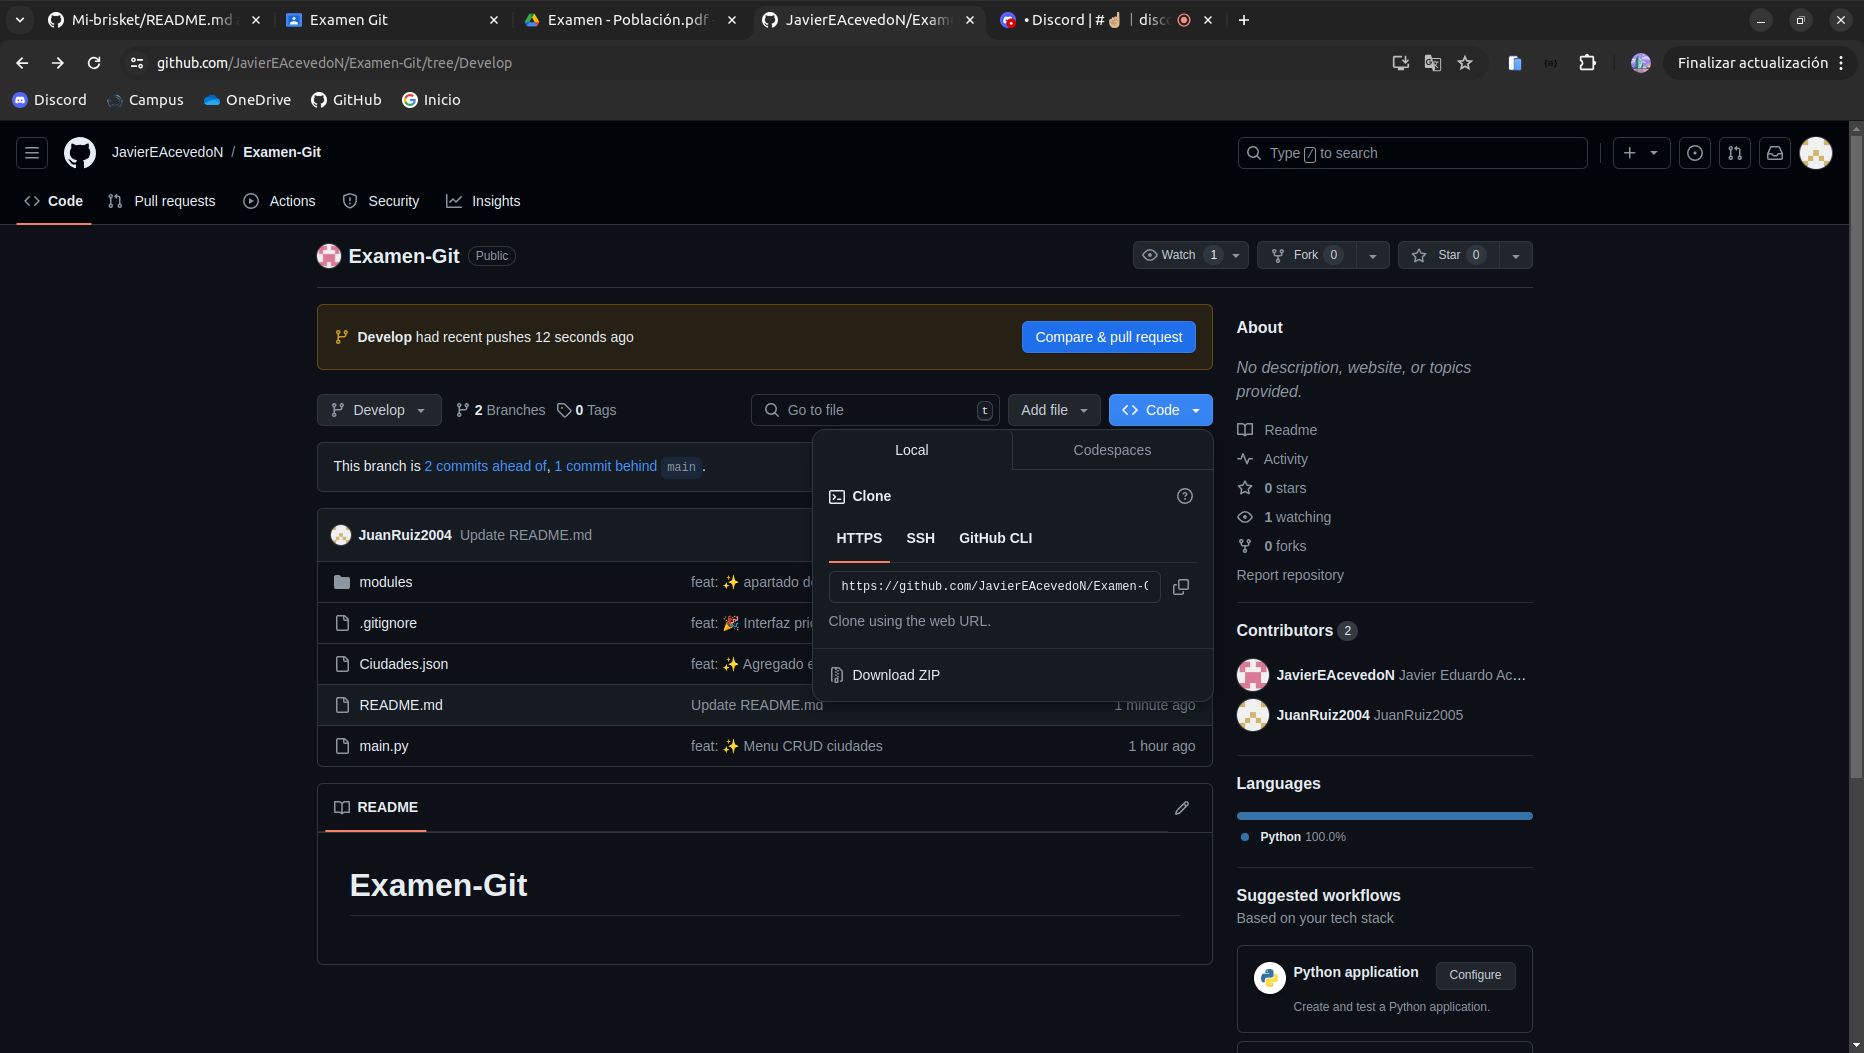 Mi-brisket/README.md
Examen Git
Examen - Población.pdf
JavierEAcevedoN/Exam
• Discord | #☝🏼 | disc
github.com/JavierEAcevedoN/Examen-Git/tree/Develop
Finalizar actualización
Discord
Campus
OneDrive
GitHub
Inicio
JavierEAcevedoN / Examen-Git
Type / to search
Code
Pull requests
Actions
Security
Insights
Examen-Git
Public
Watch 1
Fork 0
Star 0
Develop had recent pushes 12 seconds ago
Compare & pull request
Develop
2 Branches
0 Tags
Go to file
t
Add file
Code
This branch is 2 commits ahead of, 1 commit behind main .
Local
Codespaces
Clone
HTTPS
SSH
GitHub CLI
https://github.com/JavierEAcevedoN/Examen-G
Clone using the web URL.
Download ZIP
JuanRuiz2004 Update README.md
modules
feat: ✨ apartado d
.gitignore
feat: 🎉 Interfaz
Ciudades.json
feat: ✨ Agregado e
README.md
Update README.md
1 minute ago
main.py
feat: ✨ Menu CRUD ciudades
1 hour ago
README
Examen-Git
About
No description, website, or topics
provided.
Readme
Activity
0 stars
1 watching
0 forks
Report repository
Contributors 2
JavierEAcevedoN Javier Eduardo Ac...
JuanRuiz2004 JuanRuiz2005
Languages
Python 100.0%
Suggested workflows
Based on your tech stack
Python application
Configure
Create and test a Python application.